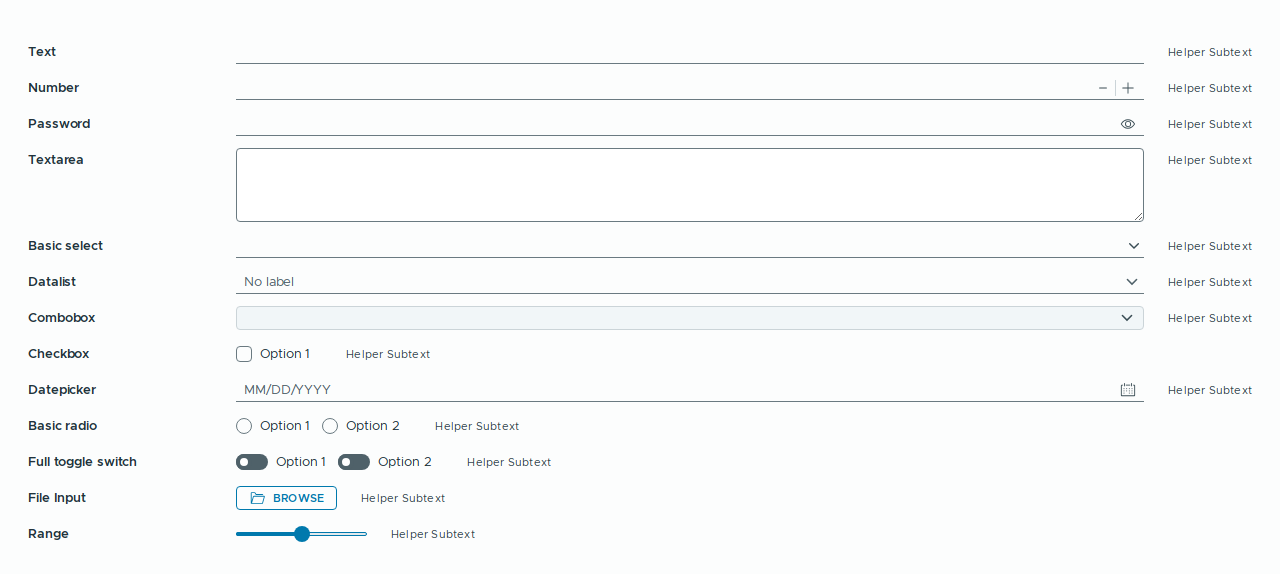 Text Helper Subtext
Number Helper Subtext
Password Helper Subtext
Textarea Helper Subtext
Basic select Helper Subtext
Datalist No label Helper Subtext
Combobox Helper Subtext
Checkbox Option 1 Helper Subtext
Datepicker MM/DD/YYYY Helper Subtext
Basic radio Option 1 Option 2 Helper Subtext
Full toggle switch Option 1 Option 2 Helper Subtext
File Input BROWSE Helper Subtext
Range Helper Subtext